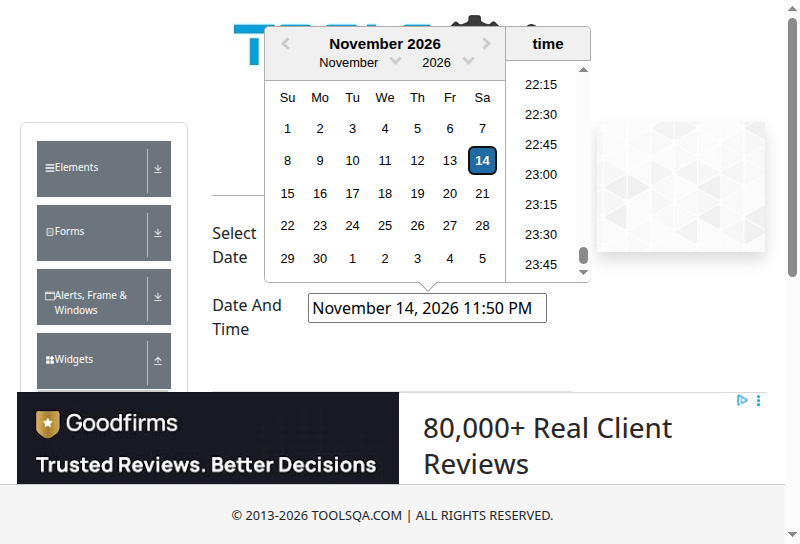 November 2026
November
2026
time
Su Mo Tu We Th Fr Sa
1 2 3 4 5 6 7
8 9 10 11 12 13 14
15 16 17 18 19 20 21
22 23 24 25 26 27 28
29 30 1 2 3 4 5
22:15
22:30
22:45
23:00
23:15
23:30
23:45
Elements
Forms
Alerts, Frame &
Windows
Widgets
Select
Date
Date And
Time
November 14, 2026 11:50 PM
Goodfirms
Trusted Reviews. Better Decisions
80,000+ Real Client
Reviews
© 2013-2026 TOOLSQA.COM | ALL RIGHTS RESERVED.